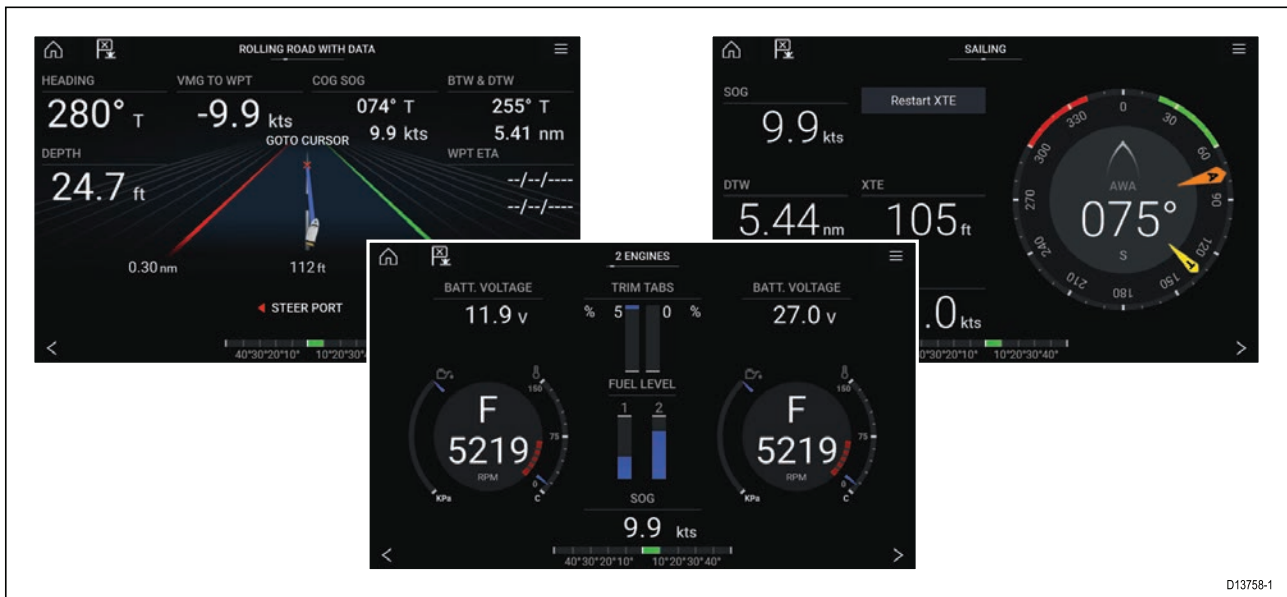 ROLLING ROAD WITH DATA
HEADING VMG TO WPT COG SOG BTW & DTW
280° T -9.9 kts 074° T 255° T
9.9 kts 5.41 nm
GOTO CURSOR
DEPTH WPT ETA
24.7 ft --/--/----
--/--/----
0.30 nm 112 ft
STEER PORT
40°30°20°10° 10°20°30°4
SAILING
SOG
Restart XTE
9.9 kts
DTW XTE
5.44 nm 105 ft
0 30 60 90 120 150 180 210 240 270 300 330
A
T
AWA
075°
S
.0 kts
0°30°20°10° 10°20°30°40°
2 ENGINES
BATT. VOLTAGE TRIM TABS BATT. VOLTAGE
11.9 v % 5 0 % 27.0 v
FUEL LEVEL
1 2
150
F
75
5219
RPM
0
KPa C
150
F
75
5219
RPM
0
KPa C
SOG
9.9 kts
40°30°20°10° 10°20°30°40°
D13758-1